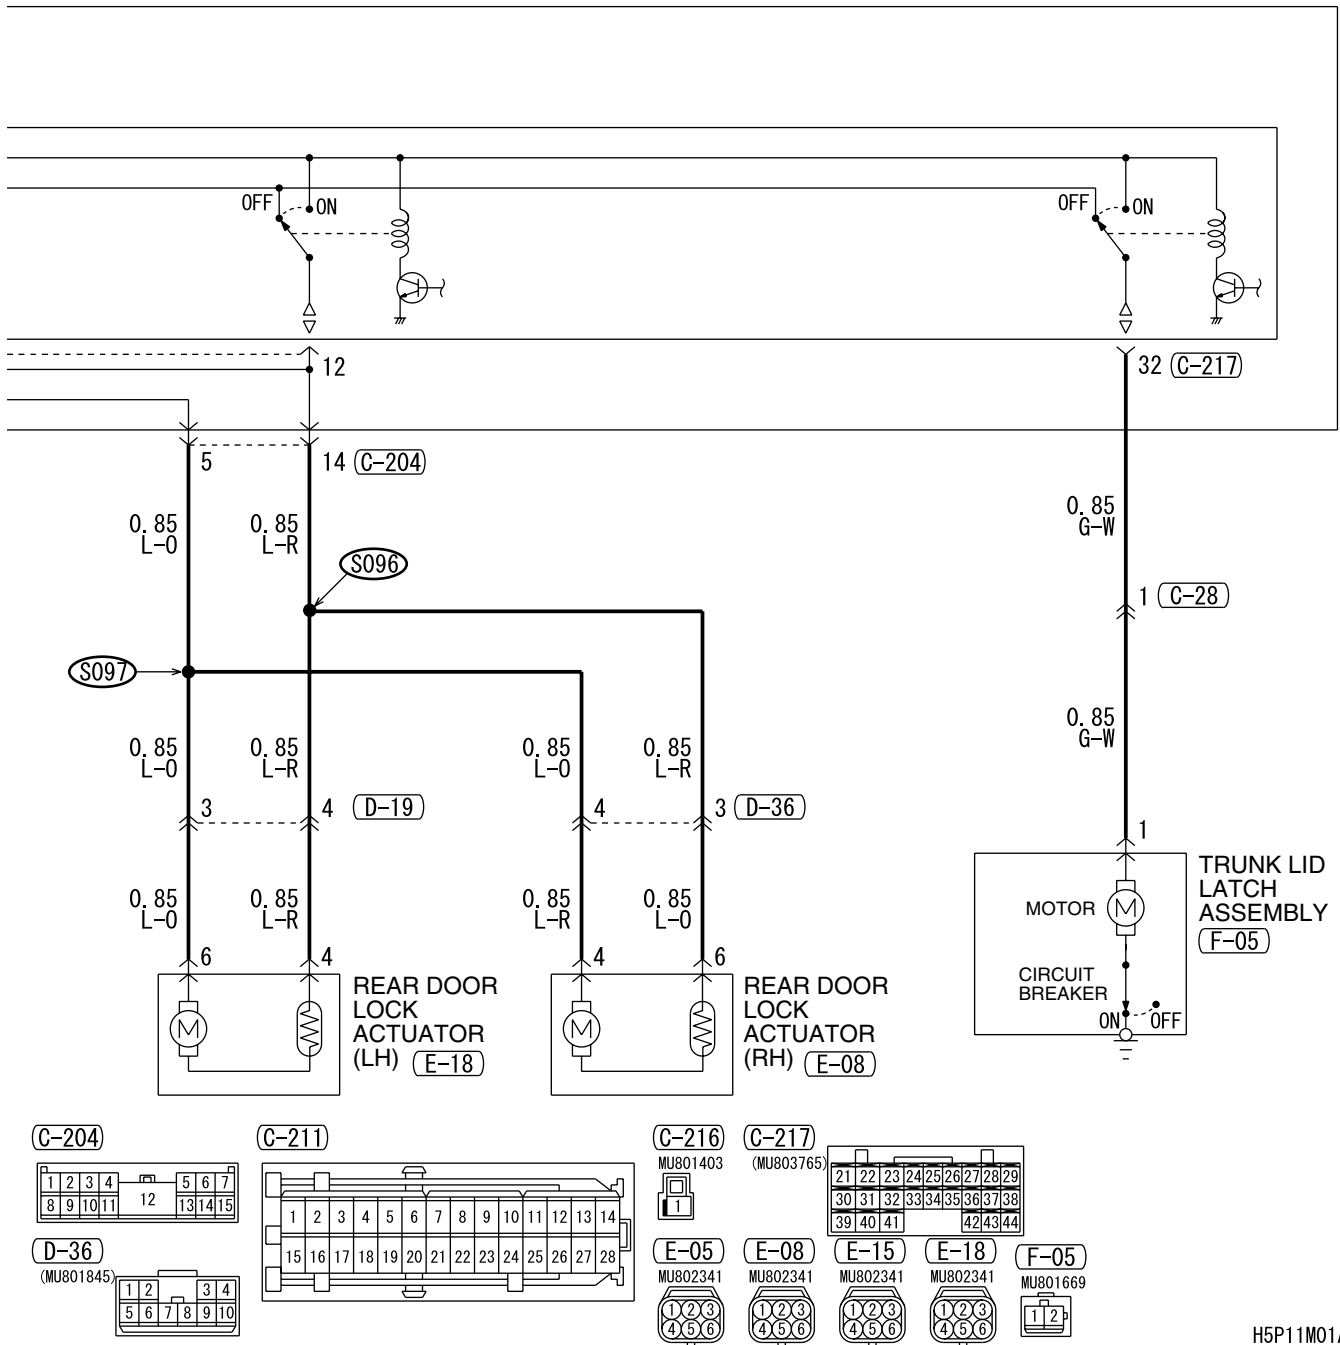 OFF ON
OFF ON
12
32 C-217
5
14 C-204
0.85
L-O
0.85
L-R
0.85
G-W
S096
1 C-28
S097
0.85
L-O
0.85
L-R
0.85
L-O
0.85
L-R
0.85
G-W
3
4 D-19
4
3 D-36
1
0.85
L-O
0.85
L-R
0.85
L-R
0.85
L-O
6
4
4
6
REAR DOOR
LOCK
ACTUATOR
(LH) E-18
M
REAR DOOR
LOCK
ACTUATOR
(RH) E-08
M
TRUNK LID
LATCH
ASSEMBLY
F-05
MOTOR M
CIRCUIT
BREAKER
ON OFF
C-204
1 2 3 4 5 6 7
12
8 9 10 11 13 14 15
C-211
1 2 3 4 5 6 7 8 9 10 11 12 13 14
15 16 17 18 19 20 21 22 23 24 25 26 27 28
C-216
MU801403
1
C-217
(MU803765)
21 22 23 24 25 26 27 28 29
30 31 32 33 34 35 36 37 38
39 40 41 42 43 44
D-36
(MU801845)
1 2 3 4
5 6 7 8 9 10
E-05
MU802341
1 2 3
4 5 6
E-08
MU802341
1 2 3
4 5 6
E-15
MU802341
1 2 3
4 5 6
E-18
MU802341
1 2 3
4 5 6
F-05
MU801669
1 2
H5P11M01A